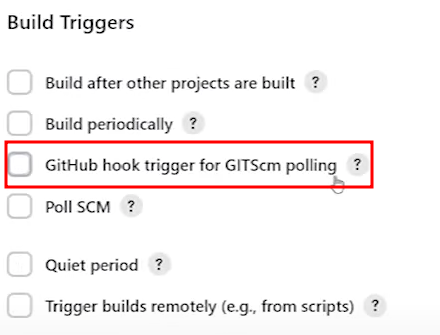 Build Triggers
Build after other projects are built ?
Build periodically ?
GitHub hook trigger for GITScm polling ?
Poll SCM ?
Quiet period ?
Trigger builds remotely (e.g., from scripts) ?